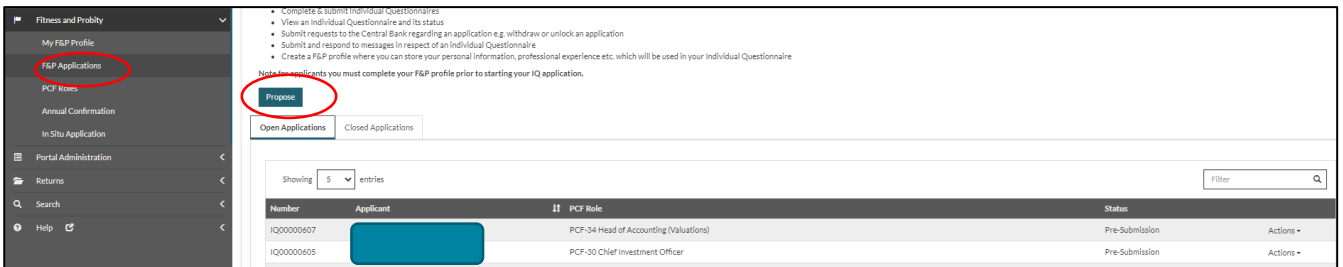 Fitness and Probity
My F&P Profile
F&P Applications
PCF Roles
Annual Confirmation
In Situ Application
Portal Administration
Returns
Search
Help
Complete & submit Individual Questionnaires
View an Individual Questionnaire and its status
Submit requests to the Central Bank regarding an application e.g. withdraw or unlock an application
Submit and respond to messages in respect of an individual Questionnaire
Create a F&P profile where you can store your personal information, professional experience etc. which will be used in your Individual Questionnaire
Note for applicants you must complete your F&P profile prior to starting your IQ application.
Propose
Open Applications Closed Applications
Showing 5 entries Filter
Number Applicant PCF Role Status
IQ00000607 PCF-34 Head of Accounting (Valuations) Pre-Submission Actions
IQ00000605 PCF-30 Chief Investment Officer Pre-Submission Actions